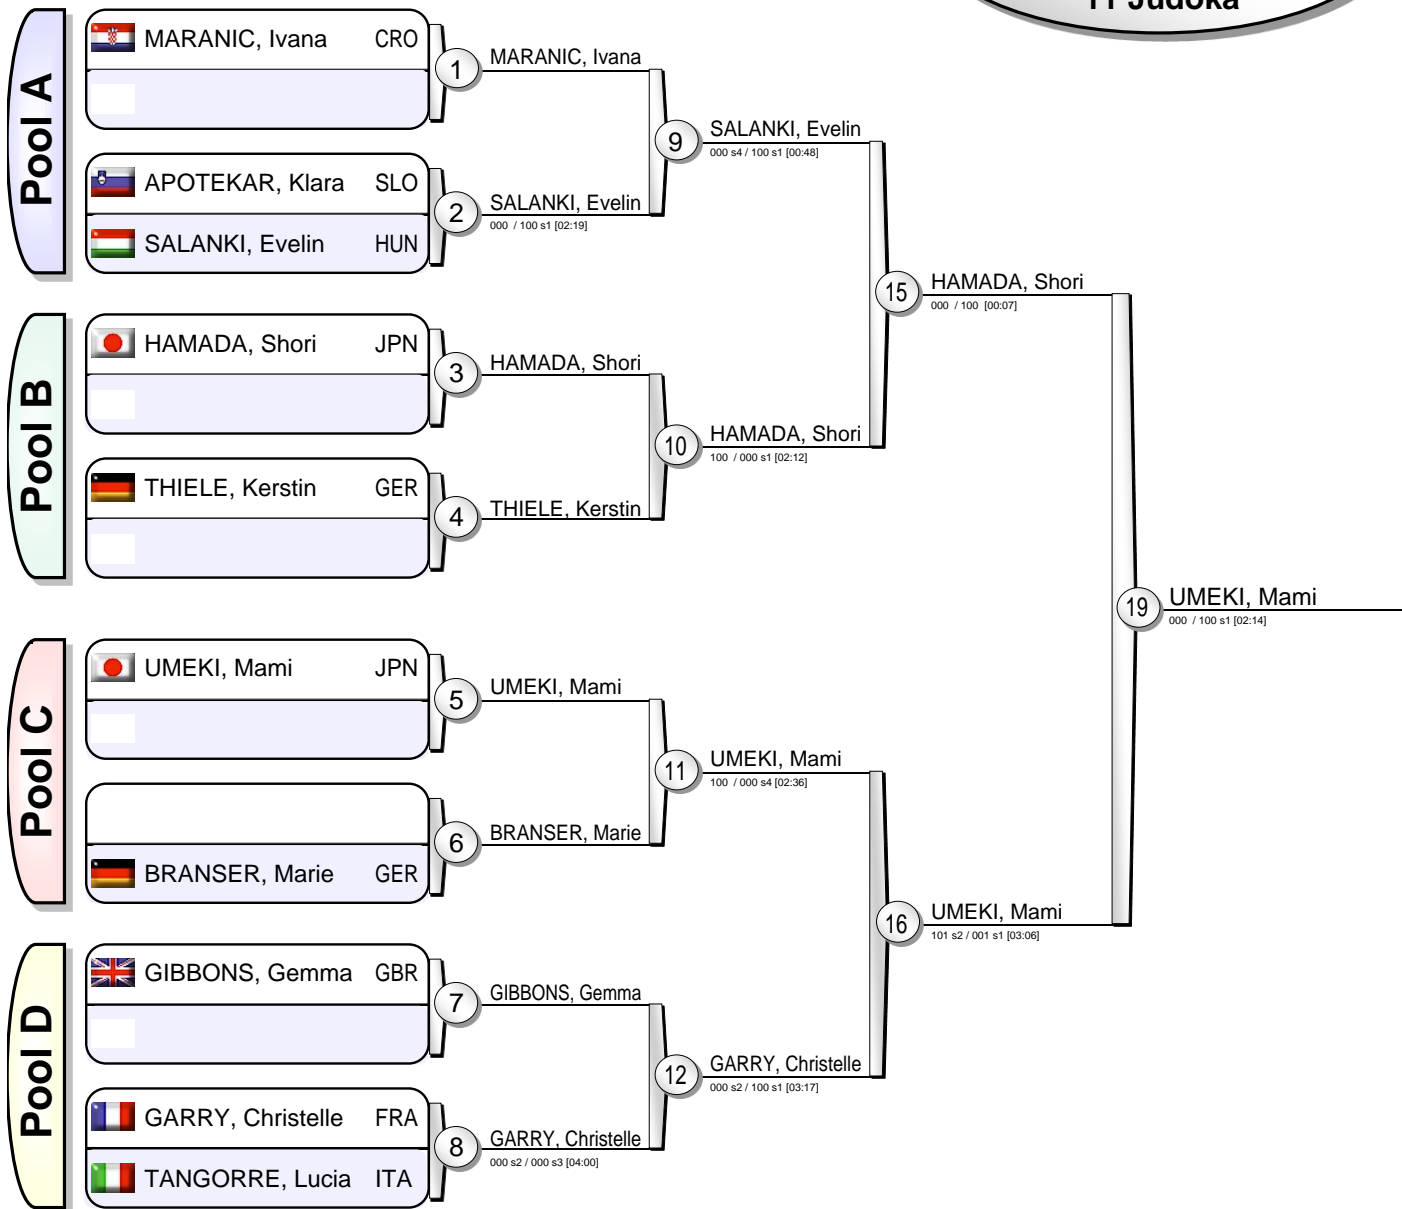 11 Judoka
Pool A
MARANIC, Ivana CRO
APOTEKAR, Klara SLO
SALANKI, Evelin HUN
1
MARANIC, Ivana
2
SALANKI, Evelin
000 / 100 s1 [02:19]
9
SALANKI, Evelin
000 s4 / 100 s1 [00:48]
Pool B
HAMADA, Shori JPN
THIELE, Kerstin GER
3
HAMADA, Shori
4
THIELE, Kerstin
10
HAMADA, Shori
100 / 000 s1 [02:12]
15
HAMADA, Shori
000 / 100 [00:07]
Pool C
UMEKI, Mami JPN
BRANSER, Marie GER
5
UMEKI, Mami
6
BRANSER, Marie
11
UMEKI, Mami
100 / 000 s4 [02:36]
Pool D
GIBBONS, Gemma GBR
GARRY, Christelle FRA
TANGORRE, Lucia ITA
7
GIBBONS, Gemma
8
GARRY, Christelle
000 s2 / 000 s3 [04:00]
12
GARRY, Christelle
000 s2 / 100 s1 [03:17]
16
UMEKI, Mami
101 s2 / 001 s1 [03:06]
19
UMEKI, Mami
000 / 100 s1 [02:14]